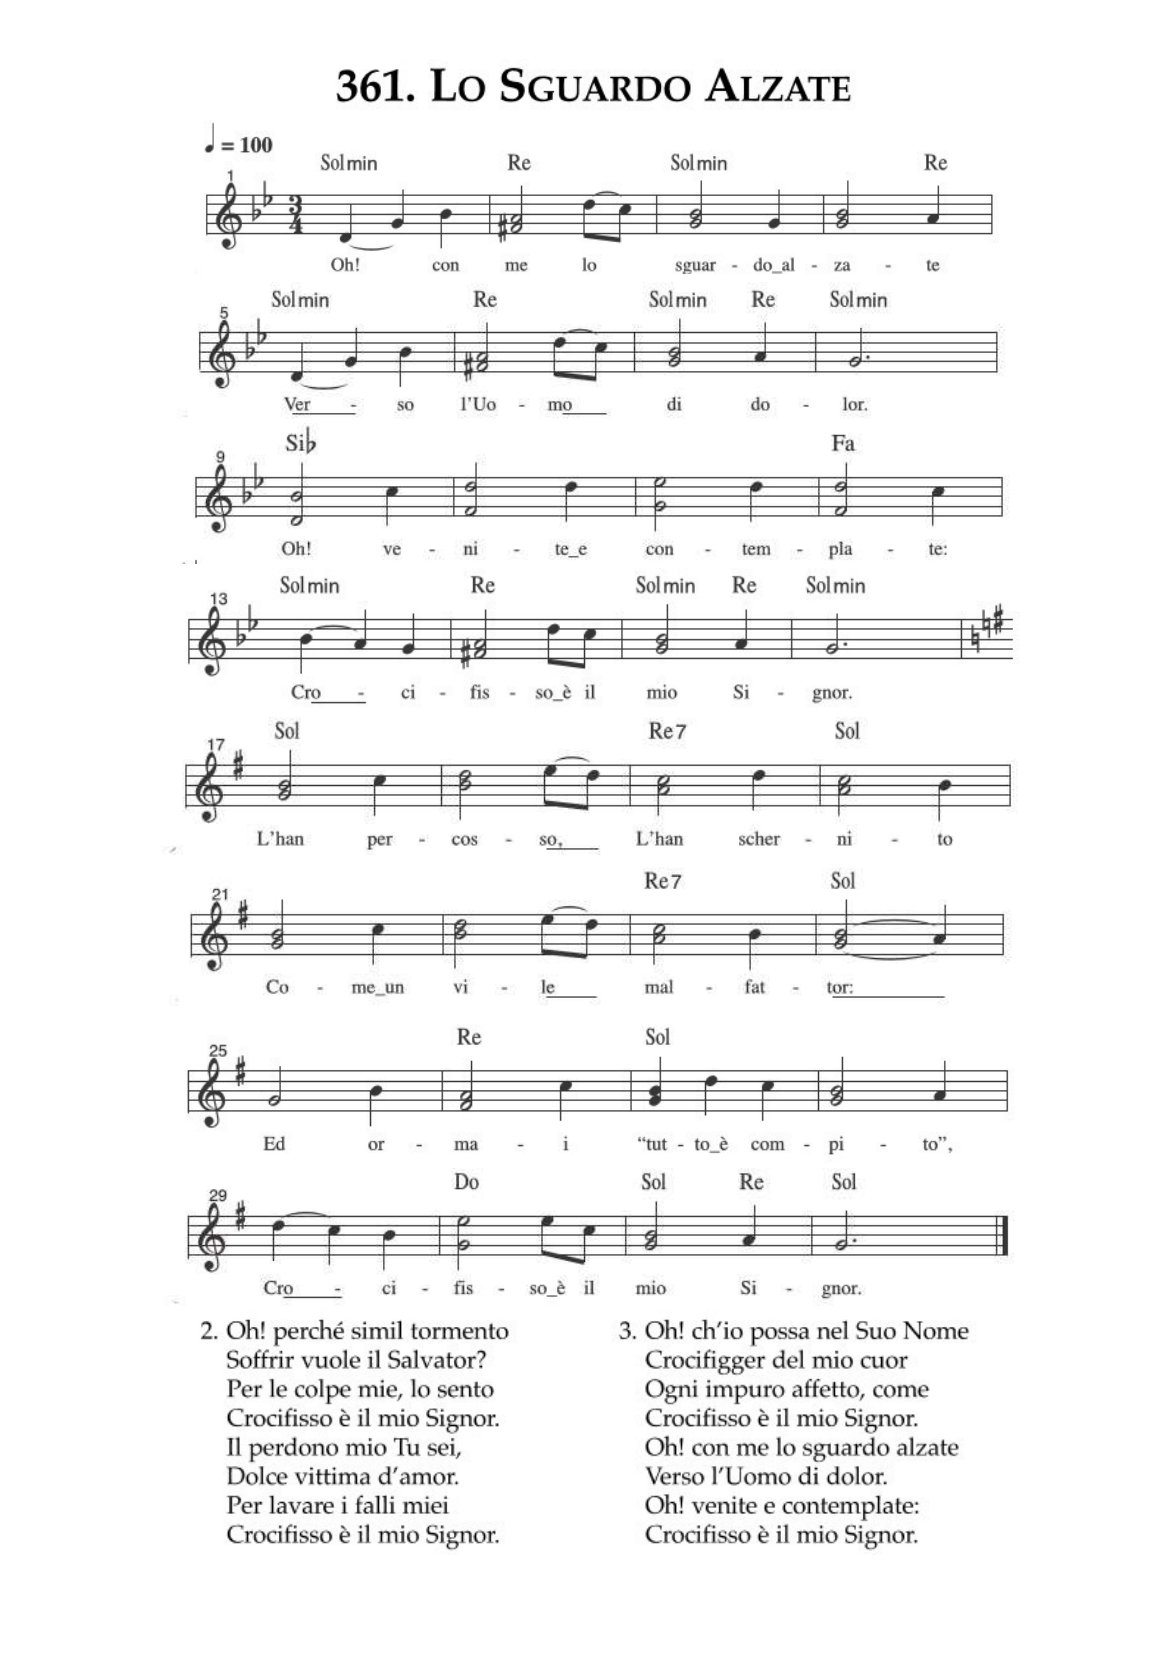 361. LO SGUARDO ALZATE
♩ = 100
Solmin Re Solmin Re
1
3
4
Oh! con me lo sguar - do_al - za - te
Solmin Re Solmin Re Solmin
5
Ver - so l'Uo - mo di do - lor.
Si♭ Fa
9
Oh! ve - ni - te_e con - tem - pla - te:
Solmin Re Solmin Re Solmin
13
Cro - ci - fis - so_è il mio Si - gnor.
Sol Re7 Sol
17
L'han per - cos - so, L'han scher - ni - to
Re7 Sol
21
Co - me_un vi - le mal - fat - tor:
Re Sol
25
Ed or - ma - i “tut - to_è com - pi - to”,
Do Sol Re Sol
29
Cro - ci - fis - so_è il mio Si - gnor.
2. Oh! perché simil tormento
Soffrir vuole il Salvator?
Per le colpe mie, lo sento
Crocifisso è il mio Signor.
Il perdono mio Tu sei,
Dolce vittima d'amor.
Per lavare i falli miei
Crocifisso è il mio Signor.
3. Oh! ch'io possa nel Suo Nome
Crocifigger del mio cuor
Ogni impuro affetto, come
Crocifisso è il mio Signor.
Oh! con me lo sguardo alzate
Verso l'Uomo di dolor.
Oh! venite e contemplate:
Crocifisso è il mio Signor.